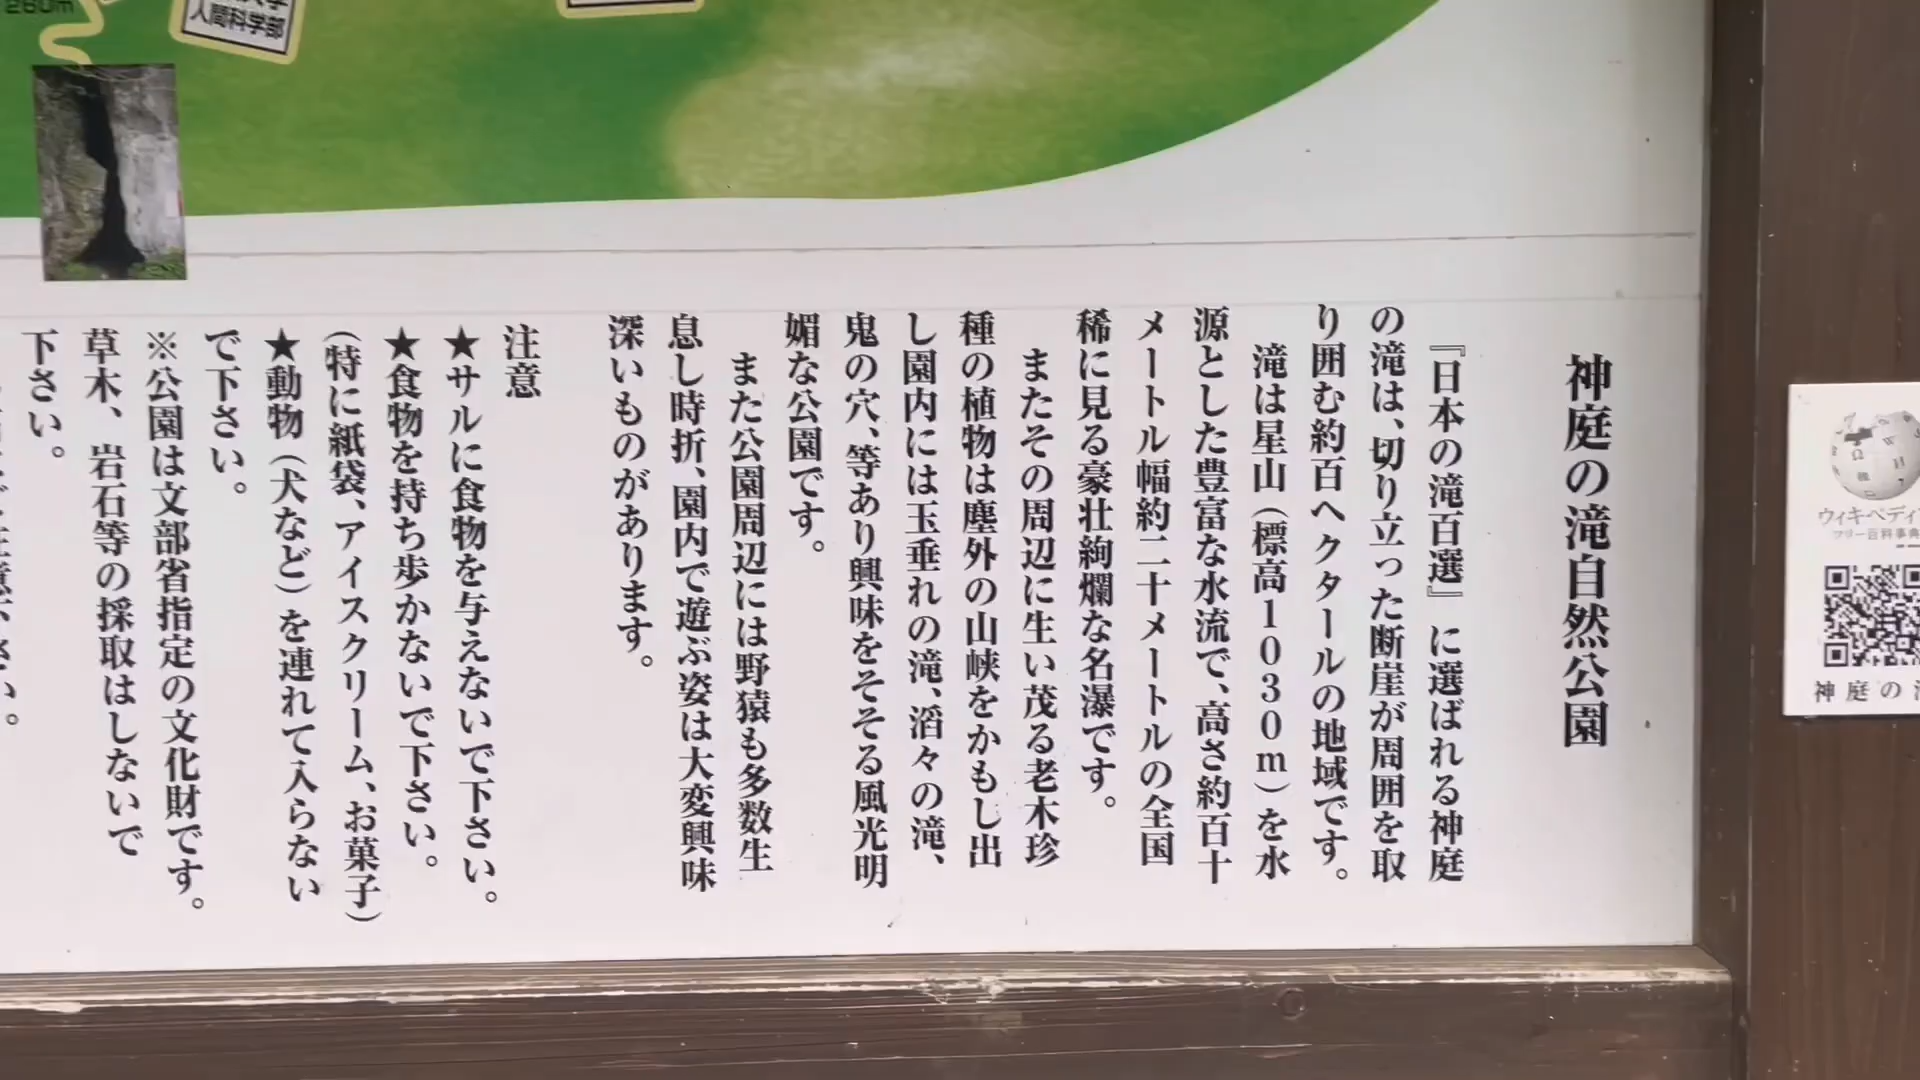 260m
人間科学部
神庭の滝自然公園
『日本の滝百選』に選ばれる神庭
の滝は、切り立った断崖が周囲を取
り囲む約百ヘクタールの地域です。
滝は星山（標高1030m）を水
源とした豊富な水流で、高さ約百十
メートル幅約二十メートルの全国
稀に見る豪壮絢爛な名瀑です。
またその周辺に生い茂る老木珍
種の植物は塵外の山峡をかもし出
し園内には玉垂れの滝、滔々の滝、
鬼の穴、等あり興味をそそる風光明
媚な公園です。
また公園周辺には野猿も多数生
息し時折、園内で遊ぶ姿は大変興味
深いものがあります。
注意
★サルに食物を与えないで下さい。
★食物を持ち歩かないで下さい。
（特に紙袋、アイスクリーム、お菓子）
★動物（犬など）を連れて入らない
で下さい。
※公園は文部省指定の文化財です。
草木、岩石等の採取はしないで
下さい。
ウィキペディ
フリー百科事典
神庭の